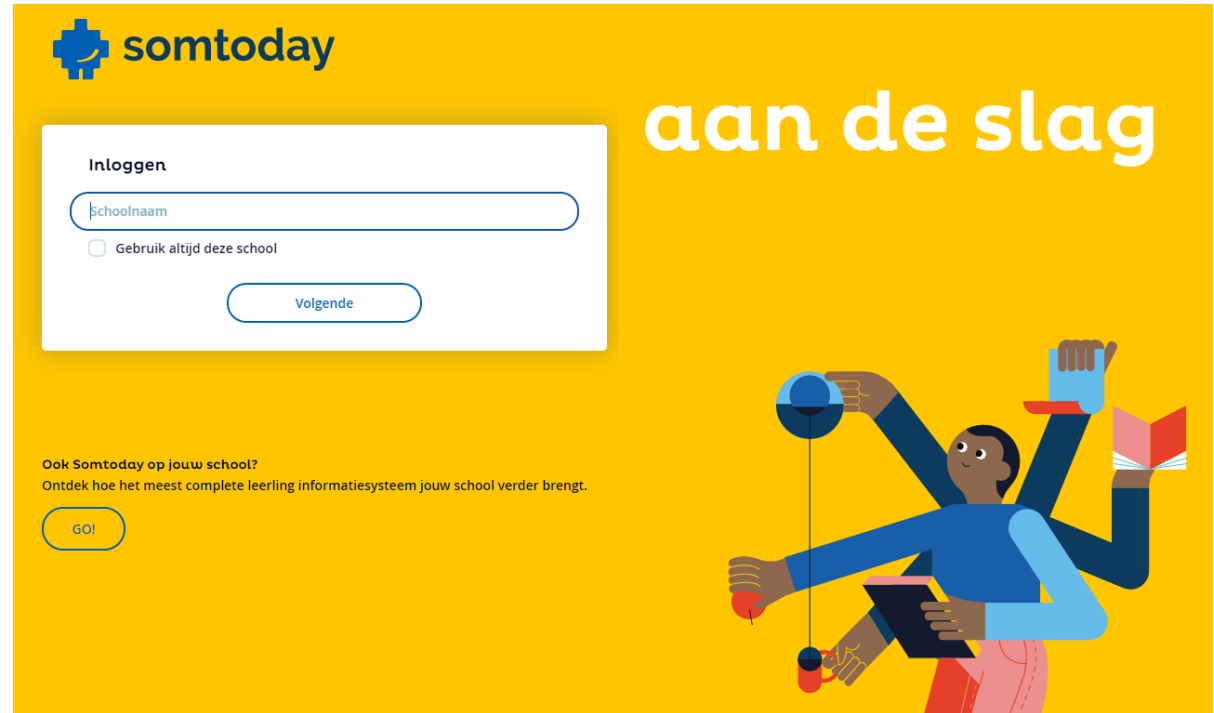 somtoday
aan de slag
Inloggen
Schoolnaam
Gebruik altijd deze school
Volgende
Ook Somtoday op jouw school?
Ontdek hoe het meest complete leerling informatiesysteem jouw school verder brengt.
GO!